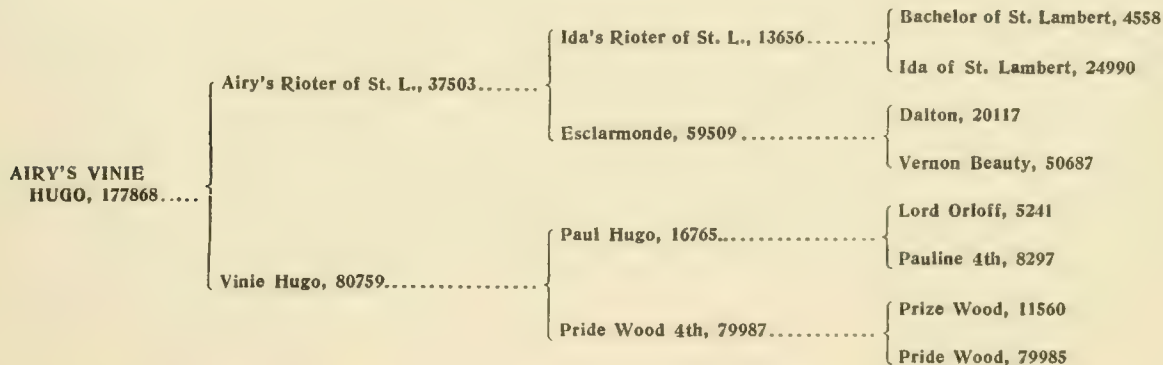 Bachelor of St. Lambert, 4558
Ida's Rioter of St. L., 13656........
Ida of St. Lambert, 24990
Airy's Rioter of St. L., 37503.......
Dalton, 20117
Esclarmonde, 59509 ................
Vernon Beauty, 50687
AIRY'S VINIE
HUGO, 177868.....
Lord Orloff, 5241
Paul Hugo, 16765..................
Pauline 4th, 8297
Vinie Hugo, 80759..................
Prize Wood, 11560
Pride Wood 4th, 79987.............
Pride Wood, 79985